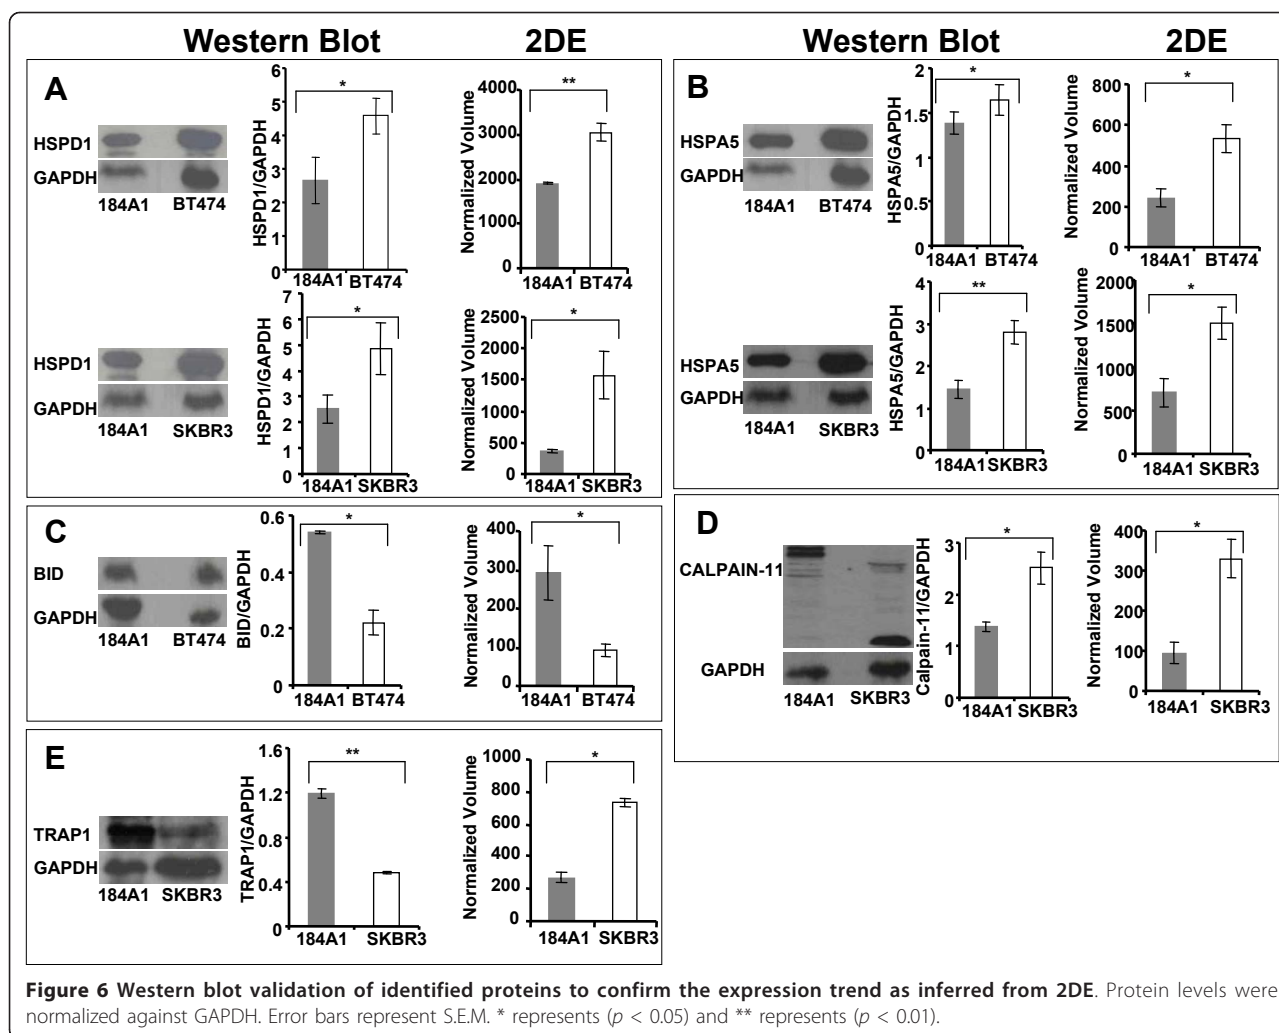 Western Blot 2DE
Western Blot 2DE
A
HSPD1
GAPDH
184A1 BT474
HSPD1/GAPDH
6
5
4
3
2
1
0
*
184A1 BT474
Normalized Volume
4000
3000
2000
1000
0
**
184A1 BT474
HSPD1
GAPDH
184A1 SKBR3
HSPD1/GAPDH
7
6
5
4
3
2
1
0
*
184A1 SKBR3
Normalized Volume
2500
2000
1500
1000
500
0
*
184A1 SKBR3
B
HSPA5
GAPDH
184A1 BT474
HSPA5/GAPDH
2
1.5
1
0.5
0
*
184A1 BT474
Normalized Volume
800
600
400
200
0
*
184A1 BT474
HSPA5
GAPDH
184A1 SKBR3
HSPA5/GAPDH
4
3
2
1
0
**
184A1 SKBR3
Normalized Volume
2000
1500
1000
500
0
*
184A1 SKBR3
C
BID
GAPDH
184A1 BT474
BID/GAPDH
0.6
0.4
0.2
0
*
184A1 BT474
Normalized Volume
400
300
200
100
0
*
184A1 BT474
D
CALPAIN-11
GAPDH
184A1 SKBR3
Calpain-11/GAPDH
3
2
1
0
*
184A1 SKBR3
Normalized Volume
400
300
200
100
0
*
184A1 SKBR3
E
TRAP1
GAPDH
184A1 SKBR3
TRAP1/GAPDH
1.6
1.2
0.8
0.4
0
**
184A1 SKBR3
Normalized Volume
1000
800
600
400
200
0
*
184A1 SKBR3
Figure 6 Western blot validation of identified proteins to confirm the expression trend as inferred from 2DE. Protein levels were
normalized against GAPDH. Error bars represent S.E.M. * represents (p < 0.05) and ** represents (p < 0.01).